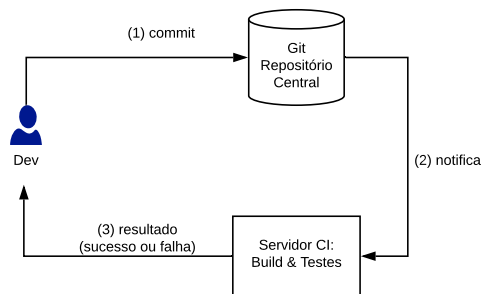 (1) commit
Git
Repositório
Central
Dev
(2) notifica
(3) resultado
(sucesso ou falha)
Servidor CI:
Build & Testes